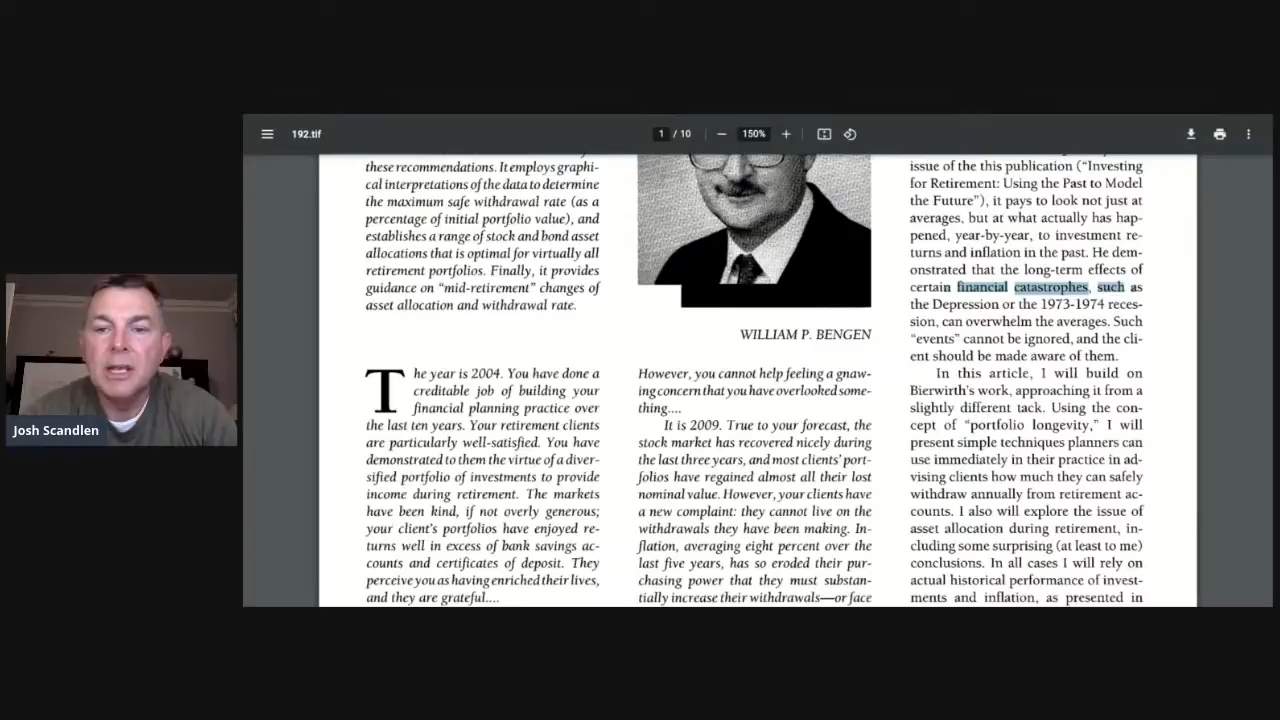 192.tif
1 / 10
150%
these recommendations. It employs graphi-
cal interpretations of the data to determine
the maximum safe withdrawal rate (as a
percentage of initial portfolio value), and
establishes a range of stock and bond asset
allocations that is optimal for virtually all
retirement portfolios. Finally, it provides
guidance on “mid-retirement” changes of
asset allocation and withdrawal rate.
The year is 2004. You have done a
creditable job of building your
financial planning practice over
the last ten years. Your retirement clients
are particularly well-satisfied. You have
demonstrated to them the virtue of a diver-
sified portfolio of investments to provide
income during retirement. The markets
have been kind, if not overly generous;
your client's portfolios have enjoyed re-
turns well in excess of bank savings ac-
counts and certificates of deposit. They
perceive you as having enriched their lives,
and they are grateful....
WILLIAM P. BENGEN
However, you cannot help feeling a gnaw-
ing concern that you have overlooked some-
thing....
It is 2009. True to your forecast, the
stock market has recovered nicely during
the last three years, and most clients' port-
folios have regained almost all their lost
nominal value. However, your clients have
a new complaint: they cannot live on the
withdrawals they have been making. In-
flation, averaging eight percent over the
last five years, has so eroded their pur-
chasing power that they must substan-
tially increase their withdrawals—or face
issue of the this publication (“Investing
for Retirement: Using the Past to Model
the Future”), it pays to look not just at
averages, but at what actually has hap-
pened, year-by-year, to investment re-
turns and inflation in the past. He dem-
onstrated that the long-term effects of
certain financial catastrophes, such as
the Depression or the 1973-1974 reces-
sion, can overwhelm the averages. Such
“events” cannot be ignored, and the cli-
ent should be made aware of them.
In this article, I will build on
Bierwirth's work, approaching it from a
slightly different tack. Using the con-
cept of “portfolio longevity,” I will
present simple techniques planners can
use immediately in their practice in ad-
vising clients how much they can safely
withdraw annually from retirement ac-
counts. I also will explore the issue of
asset allocation during retirement, in-
cluding some surprising (at least to me)
conclusions. In all cases I will rely on
actual historical performance of invest-
ments and inflation, as presented in
Josh Scandlen